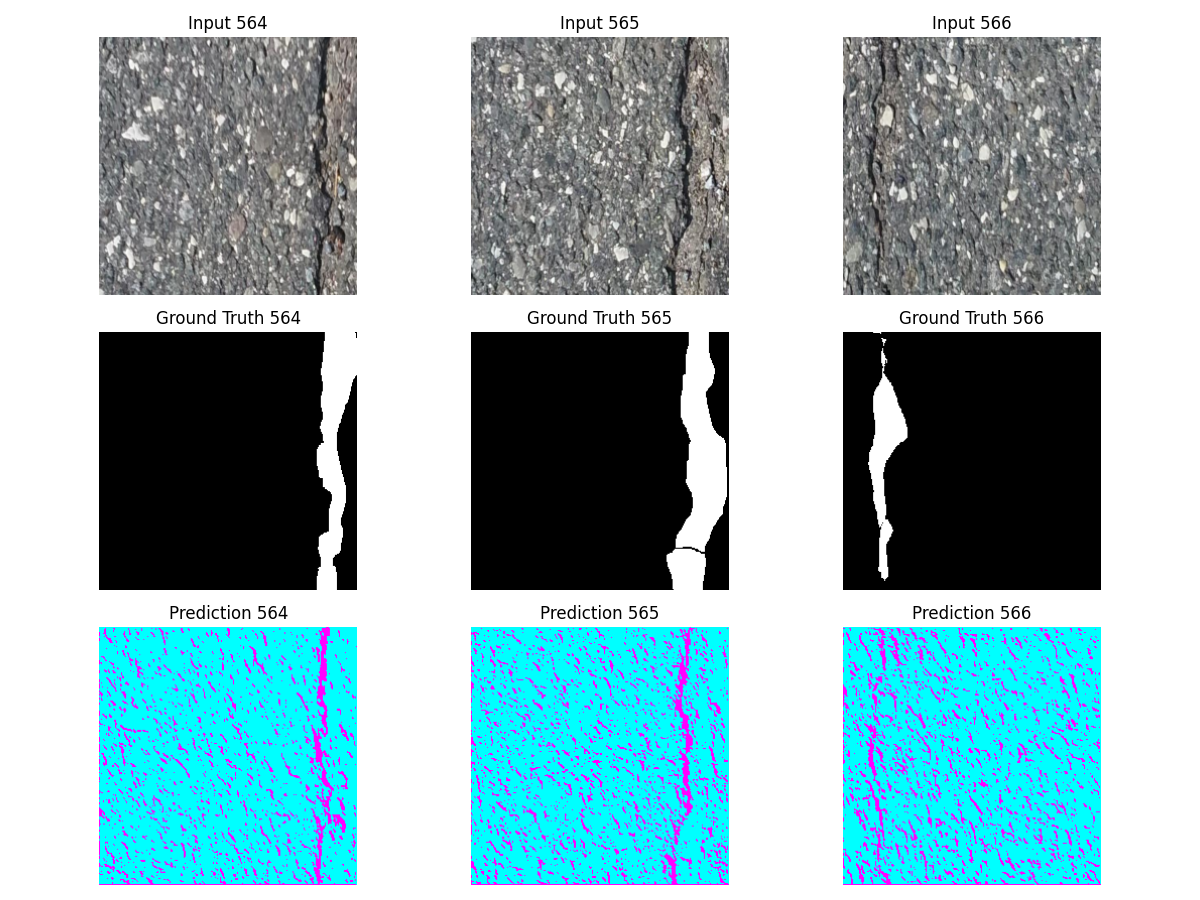 Input 564
Input 565
Input 566
Ground Truth 564
Ground Truth 565
Ground Truth 566
Prediction 564
Prediction 565
Prediction 566